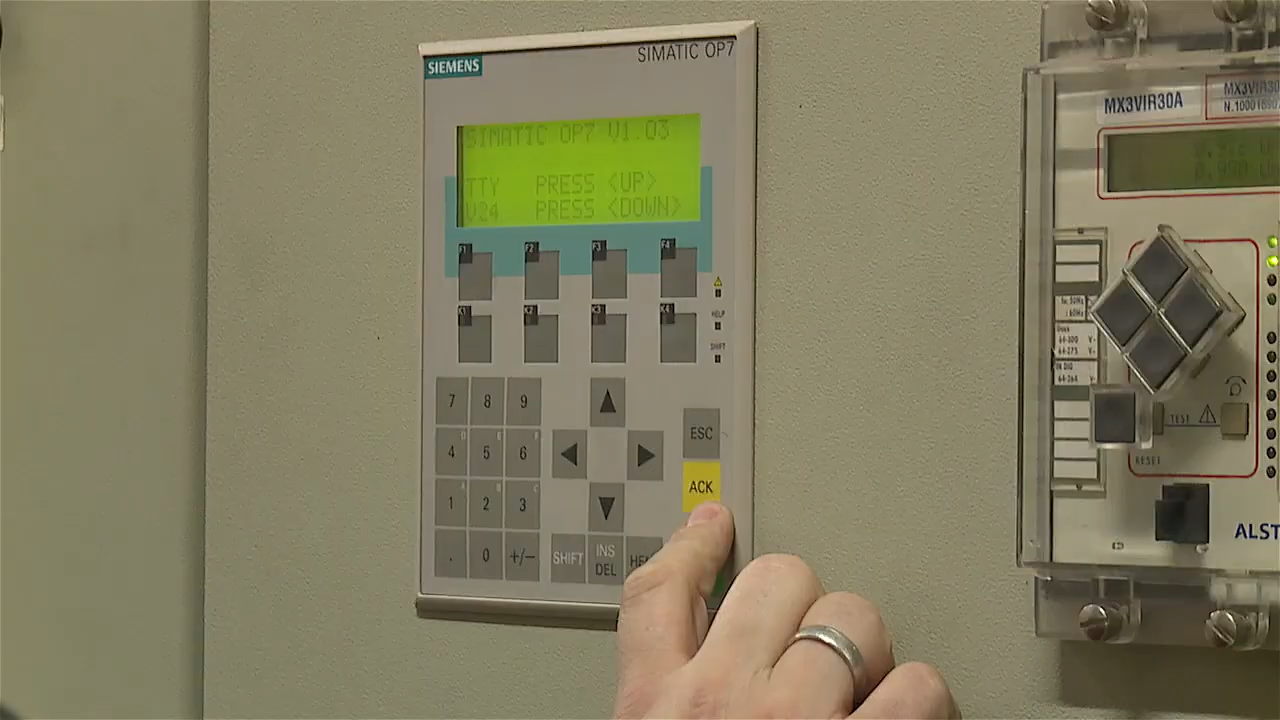 SIEMENS
SIMATIC OP7
SIMATIC OP7 V1.03
TTY PRESS <UP>
V24 PRESS <DOWN>
F1 F2 F3 F4
K1 K2 K3 K4
HELP
SHIFT
7 8 9
4 5 6
1 2 3
. 0 +/-
ESC
ACK
SHIFT
INS
DEL
MX3VIR30A
TEST
RESET